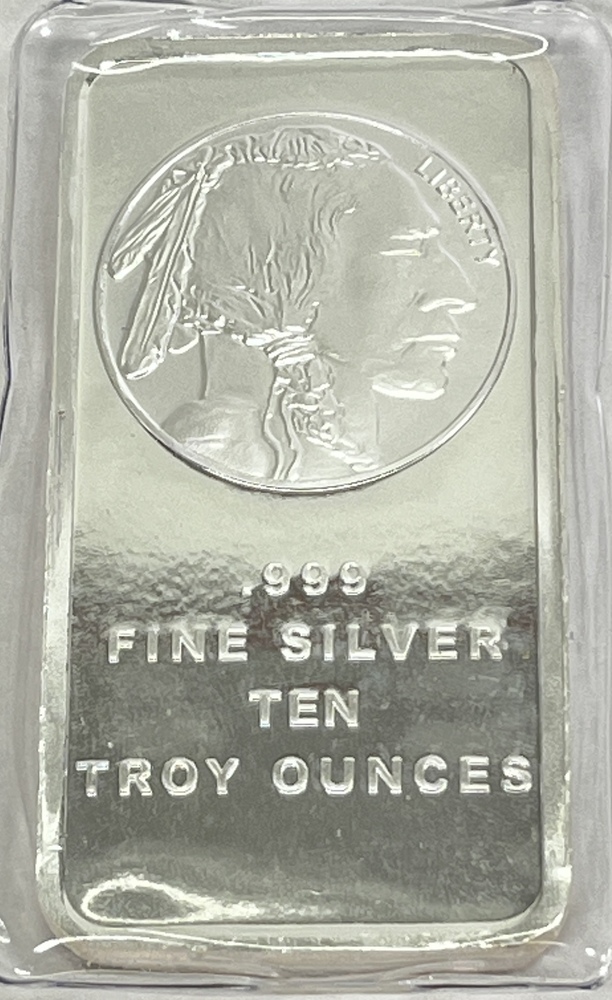 LIBERTY
.999
FINE SILVER
TEN
TROY OUNCES